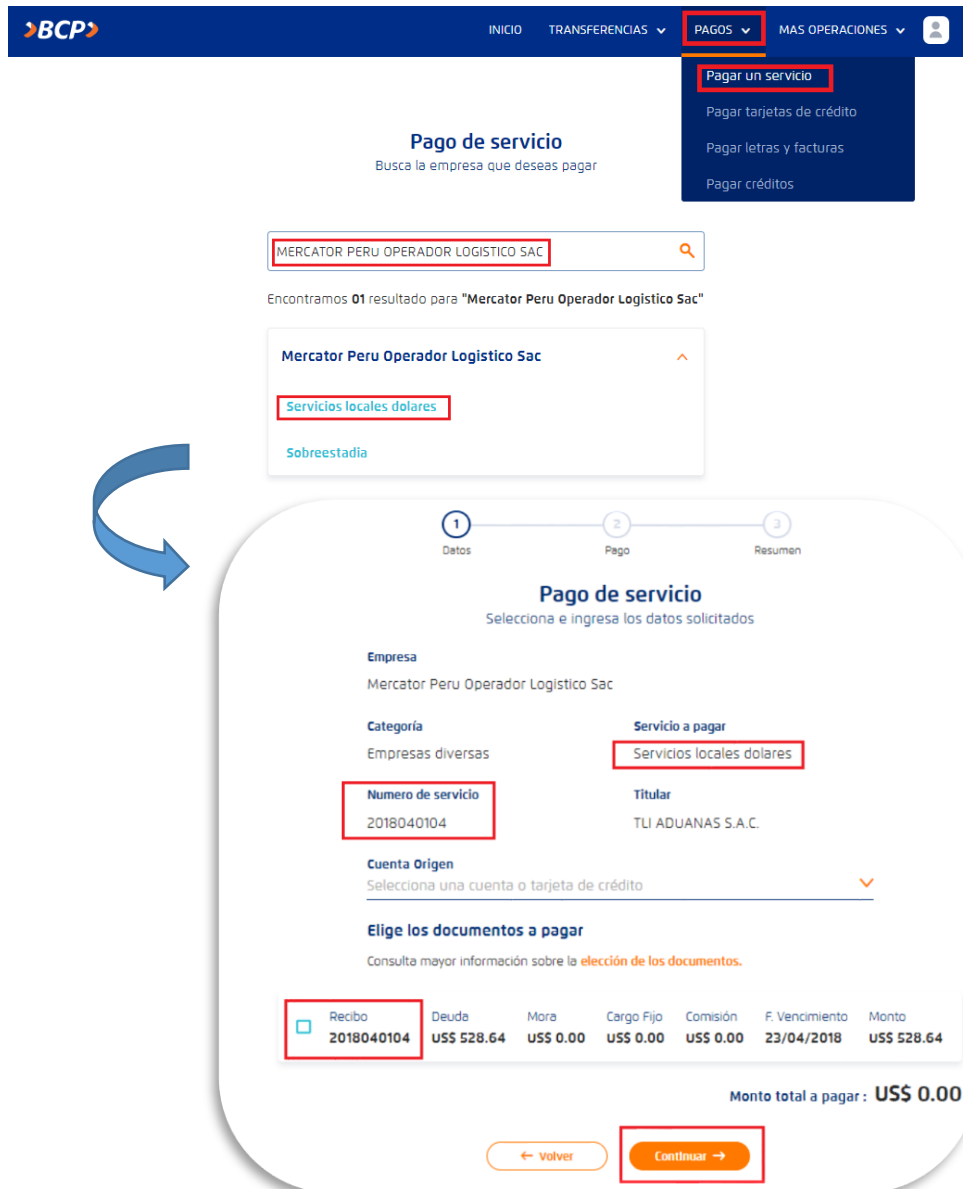 BCP
INICIO TRANSFERENCIAS PAGOS MAS OPERACIONES
Pagar un servicio
Pagar tarjetas de crédito
Pagar letras y facturas
Pagar créditos
Pago de servicio
Busca la empresa que deseas pagar
MERCATOR PERU OPERADOR LOGISTICO SAC
Encontramos 01 resultado para "Mercator Peru Operador Logistico Sac"
Mercator Peru Operador Logistico Sac
Servicios locales dolares
Sobreestadia
1 2 3
Datos Pago Resumen
Pago de servicio
Selecciona e ingresa los datos solicitados
Empresa
Mercator Peru Operador Logistico Sac
Categoría Servicio a pagar
Empresas diversas Servicios locales dolares
Numero de servicio Titular
2018040104 TLI ADUANAS S.A.C.
Cuenta Origen
Selecciona una cuenta o tarjeta de crédito
Elige los documentos a pagar
Consulta mayor información sobre la elección de los documentos.
Recibo Deuda Mora Cargo Fijo Comisión F. Vencimiento Monto
2018040104 US$ 528.64 US$ 0.00 US$ 0.00 US$ 0.00 23/04/2018 US$ 528.64
Monto total a pagar : US$ 0.00
← Volver Continuar →